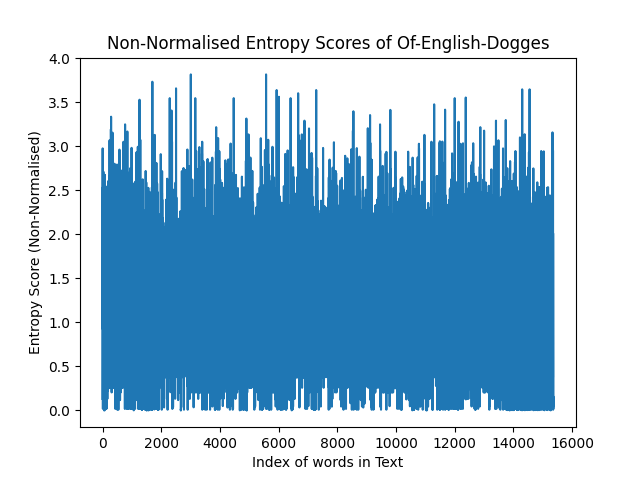 Non-Normalised Entropy Scores of Of-English-Dogges
4.0
3.5
3.0
2.5
2.0
1.5
1.0
0.5
0.0
Entropy Score (Non-Normalised)
0 2000 4000 6000 8000 10000 12000 14000 16000
Index of words in Text